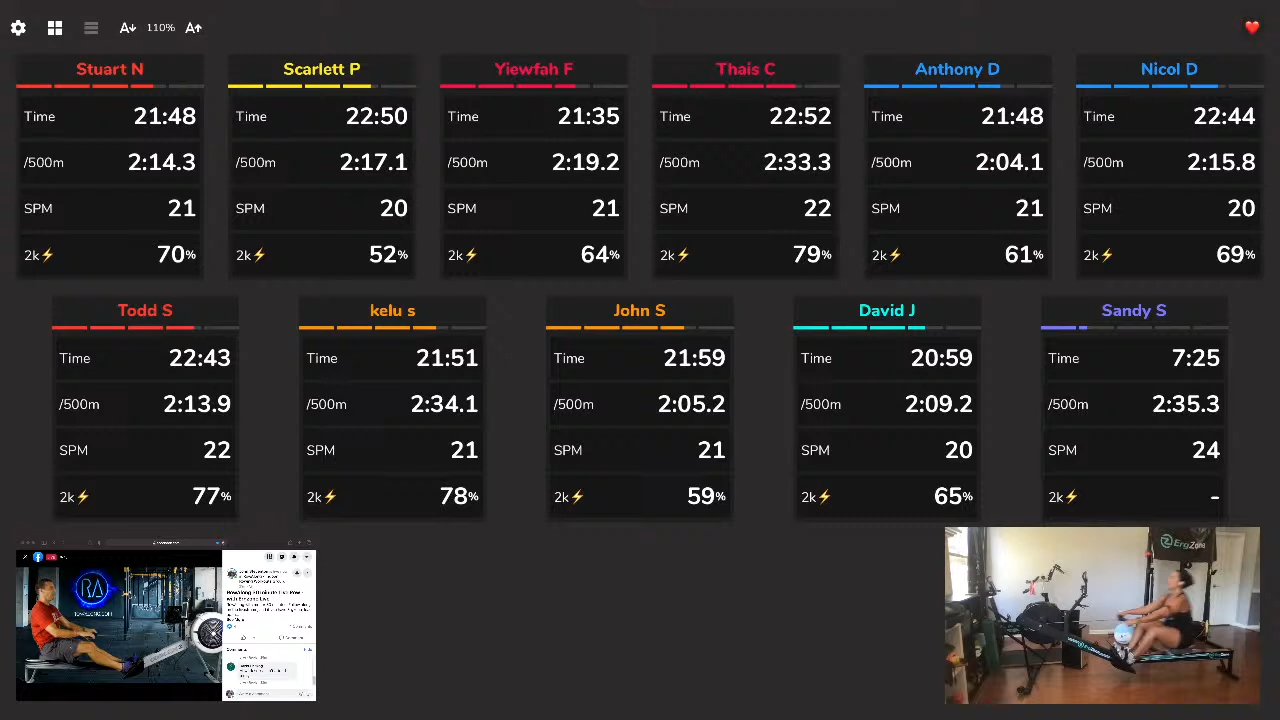 110%
Stuart N Scarlett P Yiewfah F Thais C Anthony D Nicol D
Time 21:48 Time 22:50 Time 21:35 Time 22:52 Time 21:48 Time 22:44
/500m 2:14.3 /500m 2:17.1 /500m 2:19.2 /500m 2:33.3 /500m 2:04.1 /500m 2:15.8
SPM 21 SPM 20 SPM 21 SPM 22 SPM 21 SPM 20
2k⚡ 70% 2k⚡ 52% 2k⚡ 64% 2k⚡ 79% 2k⚡ 61% 2k⚡ 69%
Todd S kelu s John S David J Sandy S
Time 22:43 Time 21:51 Time 21:59 Time 20:59 Time 7:25
/500m 2:13.9 /500m 2:34.1 /500m 2:05.2 /500m 2:09.2 /500m 2:35.3
SPM 22 SPM 21 SPM 21 SPM 20 SPM 24
2k⚡ 77% 2k⚡ 78% 2k⚡ 59% 2k⚡ 65% 2k⚡ -
RA
ROWALONG.COM
Comments
ErgZone